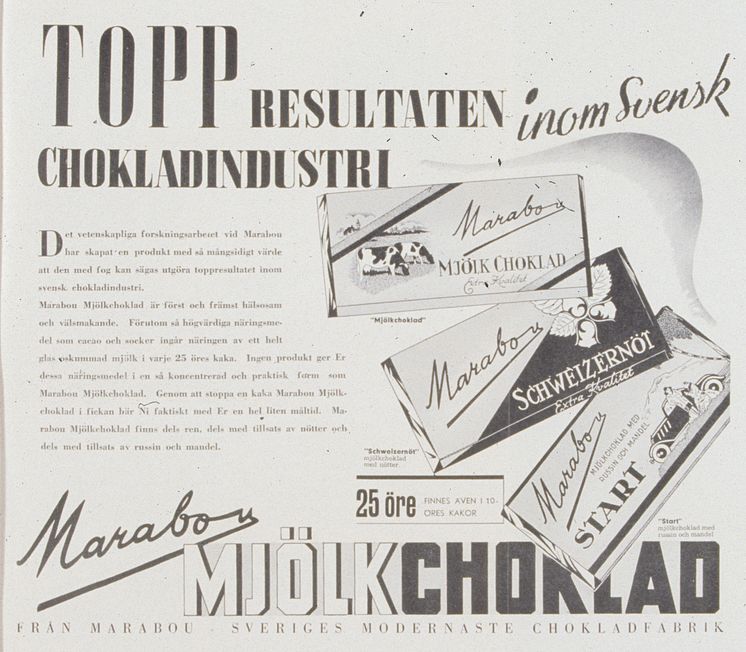 TOPP RESULTATEN inom Svensk
CHOKLADINDUSTRI
Det vetenskapliga forskningsarbetet vid Marabou
har skapat en produkt med så mångsidigt värde
att den med fog kan sägas utgöra toppresultatet inom
svensk chokladindustri.
Marabou Mjölkchoklad är först och främst hälsosam
och välsmakande. Förutom så högvärdiga näringsme-
del som cacao och socker ingår näringen av ett helt
glas oskummad mjölk i varje 25 öres kaka. Ingen produkt ger Er
dessa näringsmedel i en så koncentrerad och praktisk form som
Marabou Mjölkchoklad. Genom att stoppa en kaka Marabou Mjölk-
choklad i fickan bär Ni faktiskt med Er en hel liten måltid. Ma-
rabou Mjölkchoklad finns dels ren, dels med tillsats av nötter och
dels med tillsats av russin och mandel.
Marabou
MJÖLK CHOKLAD
Extra Kvalitet
"Mjölkchoklad"
Marabou
SCHWEIZERNÖT
Extra Kvalitet
"Schweizernöt"
mjölkchoklad
med nötter
Marabou
MJÖLKCHOKLAD MED
RUSSIN OCH MANDEL
START
"Start"
mjölkchoklad med
russin och mandel
25 öre FINNES ÄVEN I 10-
ÖRES KAKOR
Marabou
MJÖLKCHOKLAD
FRÅN MARABOU - SVERIGES MODERNASTE CHOKLADFABRIK